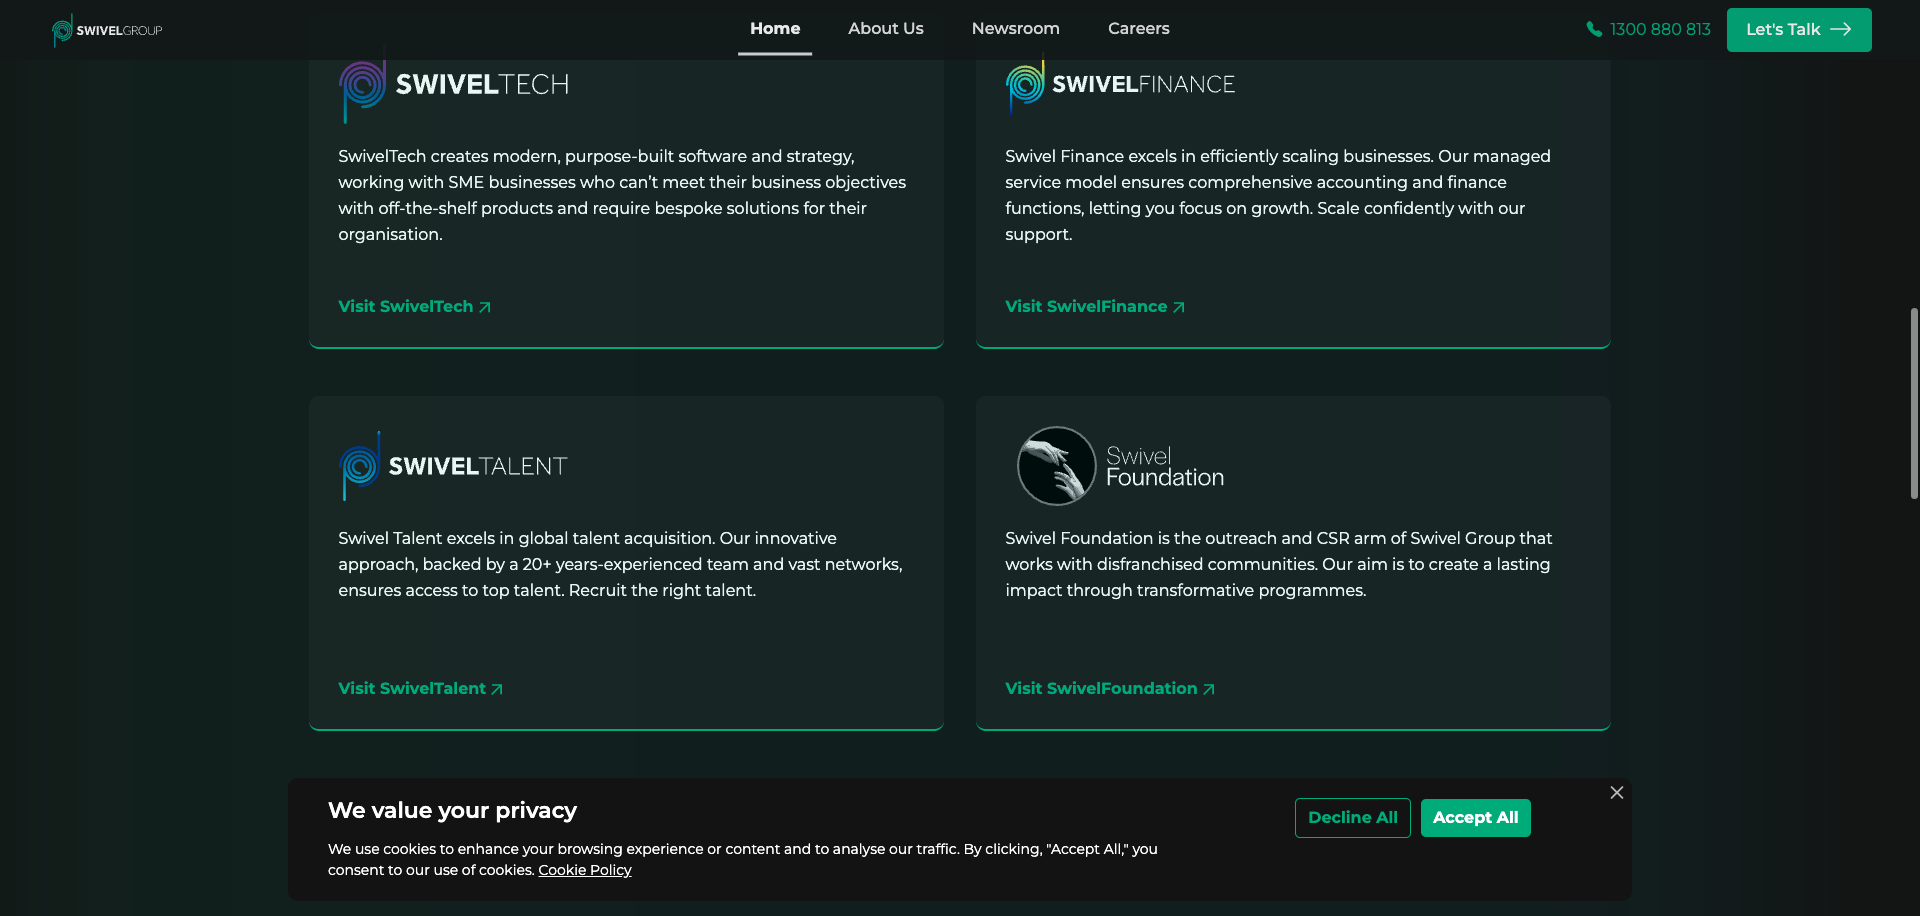 SWIVELGROUP
Home
About Us
Newsroom
Careers
1300 880 813
Let's Talk
SWIVELTECH
SwivelTech creates modern, purpose-built software and strategy,
working with SME businesses who can’t meet their business objectives
with off-the-shelf products and require bespoke solutions for their
organisation.
Visit SwivelTech
SWIVELFINANCE
Swivel Finance excels in efficiently scaling businesses. Our managed
service model ensures comprehensive accounting and finance
functions, letting you focus on growth. Scale confidently with our
support.
Visit SwivelFinance
SWIVELTALENT
Swivel Talent excels in global talent acquisition. Our innovative
approach, backed by a 20+ years-experienced team and vast networks,
ensures access to top talent. Recruit the right talent.
Visit SwivelTalent
Swivel
Foundation
Swivel Foundation is the outreach and CSR arm of Swivel Group that
works with disfranchised communities. Our aim is to create a lasting
impact through transformative programmes.
Visit SwivelFoundation
We value your privacy
We use cookies to enhance your browsing experience or content and to analyse our traffic. By clicking, "Accept All," you
consent to our use of cookies. Cookie Policy
Decline All
Accept All